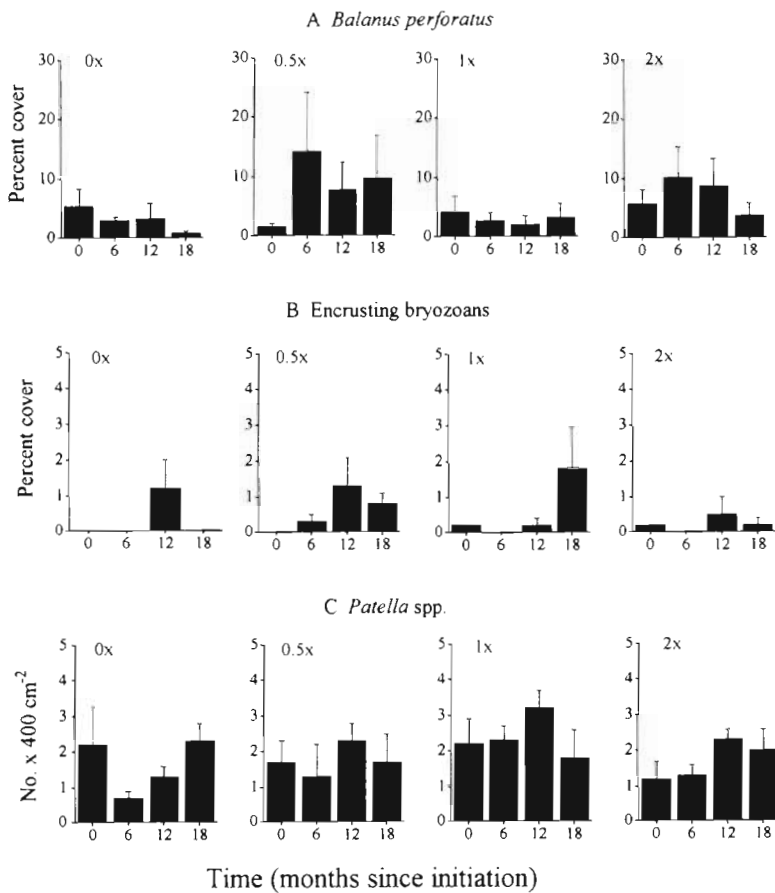 A Balanus perforatus
30 0x 30 0.5x 30 1x 30 2x
20 20 20 20
Percent cover
10 10 10 10
0 0 0 0
0 6 12 18 0 6 12 18 0 6 12 18 0 6 12 18
B Encrusting bryozoans
5 0x 5 0.5x 5 1x 5 2x
4 4 4 4
3 3 3 3
Percent cover
2 2 2 2
1 1 1 1
0 0 0 0
0 6 12 18 0 6 12 18 0 6 12 18 0 6 12 18
C Patella spp.
5 0x 5 0.5x 5 1x 5 2x
4 4 4 4
3 3 3 3
No. x 400 cm⁻²
2 2 2 2
1 1 1 1
0 0 0 0
0 6 12 18 0 6 12 18 0 6 12 18 0 6 12 18
Time (months since initiation)